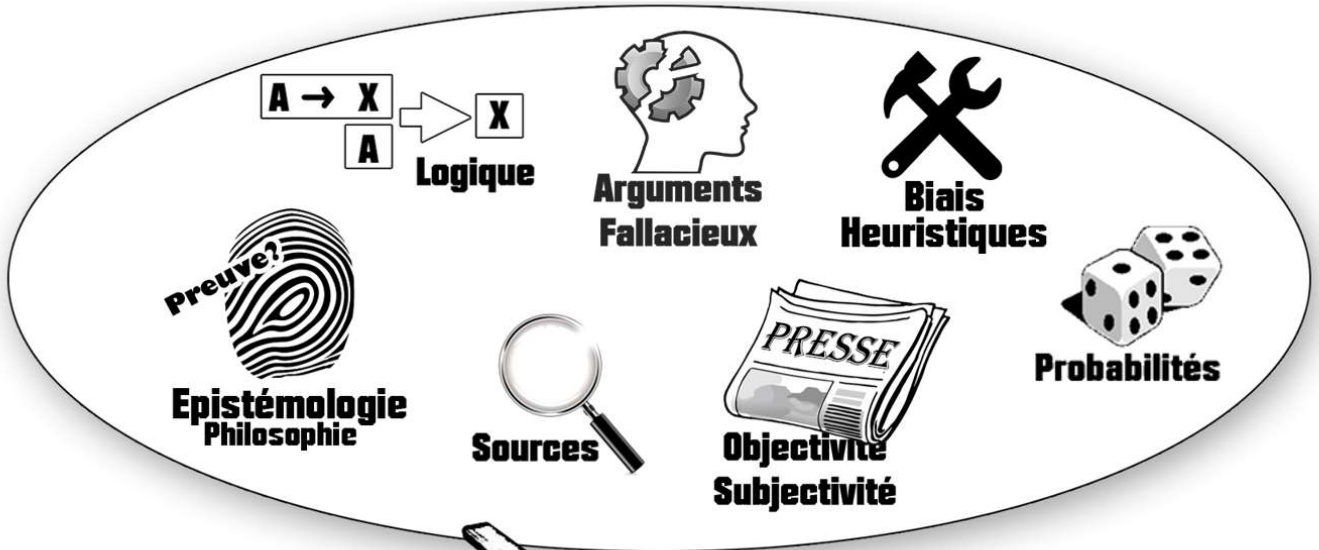 A → X
A
X
Logique
Arguments
Fallacieux
Biais
Heuristiques
Preuve?
Epistémologie
Philosophie
Sources
PRESSE
Objectivité
Subjectivité
Probabilités